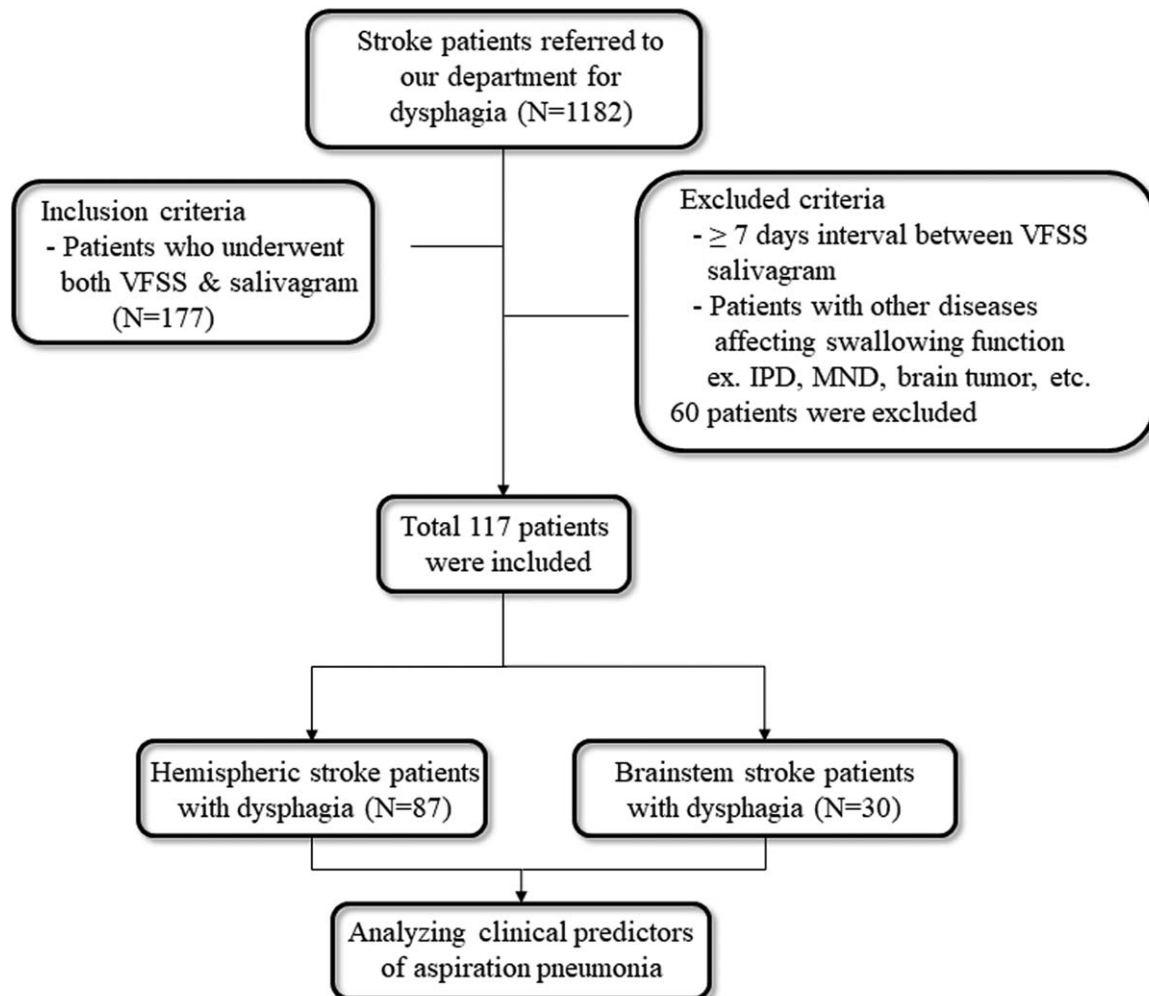 Stroke patients referred to
our department for
dysphagia (N=1182)
Inclusion criteria
- Patients who underwent
both VFSS & salivagram
(N=177)
Excluded criteria
- ≥ 7 days interval between VFSS
salivagram
- Patients with other diseases
affecting swallowing function
ex. IPD, MND, brain tumor, etc.
60 patients were excluded
Total 117 patients
were included
Hemispheric stroke patients
with dysphagia (N=87)
Brainstem stroke patients
with dysphagia (N=30)
Analyzing clinical predictors
of aspiration pneumonia